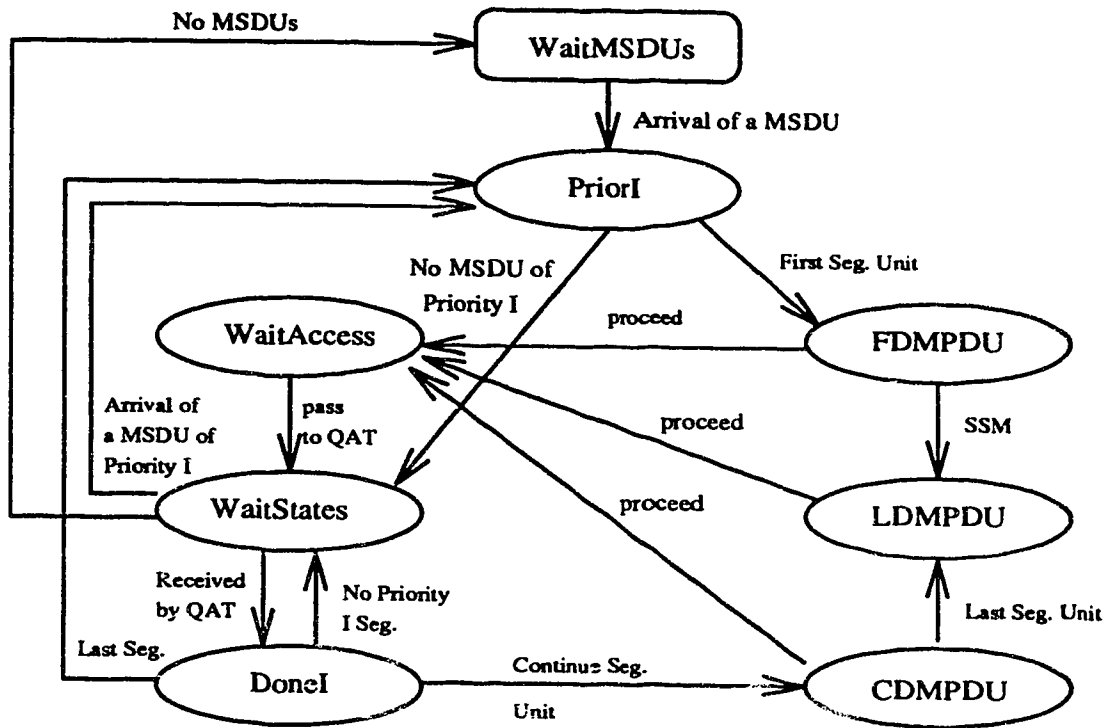 No MSDUs
WaitMSDUs
Arrival of a MSDU
PriorI
No MSDU of
Priority I
First Seg. Unit
WaitAccess
proceed
FDMPDU
Arrival of
a MSDU of
Priority I
pass
to QAT
proceed
SSM
WaitStates
proceed
LDMPDU
Received
by QAT
No Priority
I Seg.
Last Seg. Unit
Last Seg.
DoneI
Continue Seg.
Unit
CDMPDU